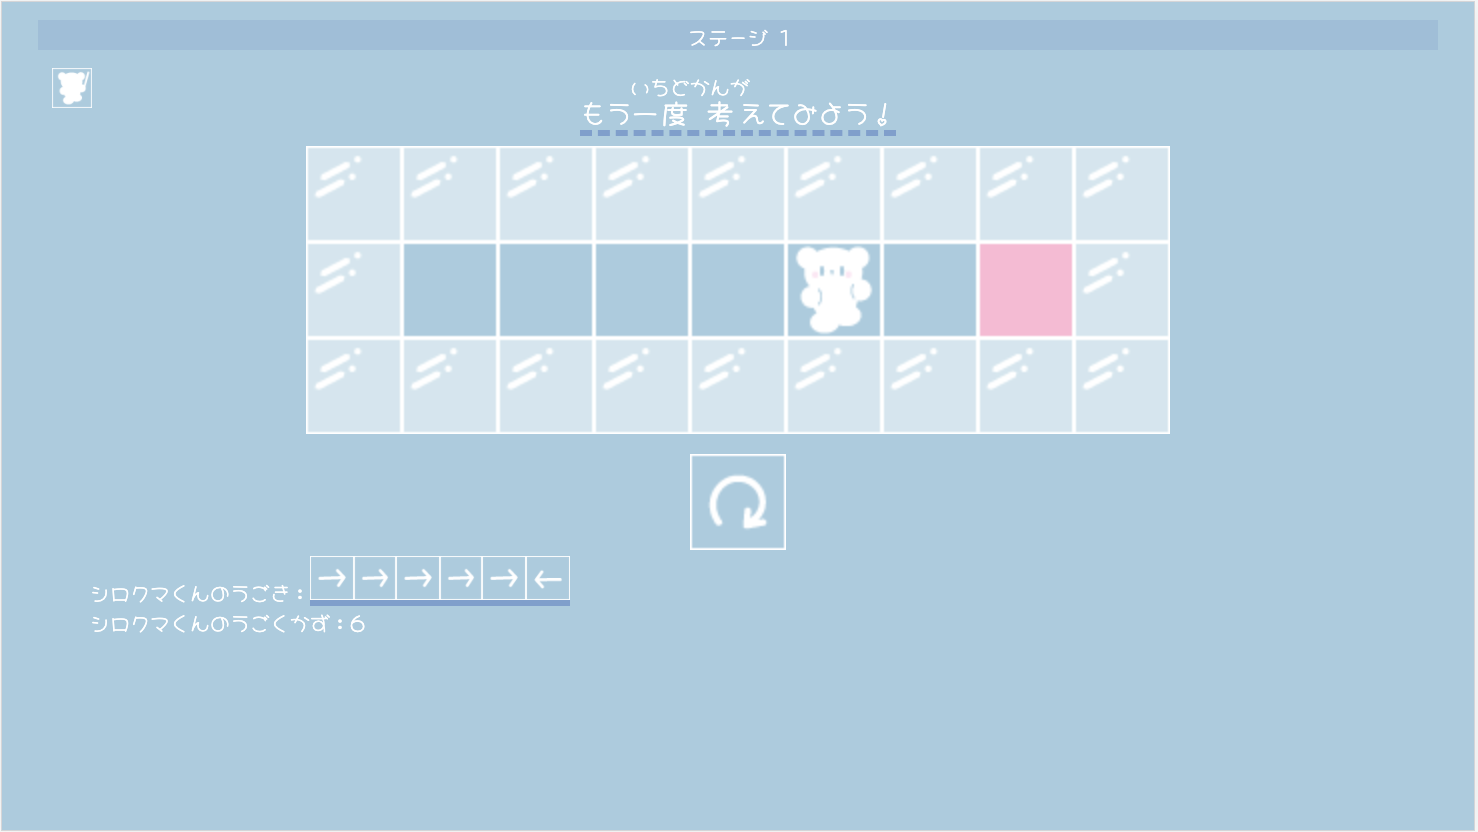 ステージ 1
いちどかんが
もう一度 考えてみよう!
シロクマくんのうごき：→→→→→←
シロクマくんのうごくかず：6